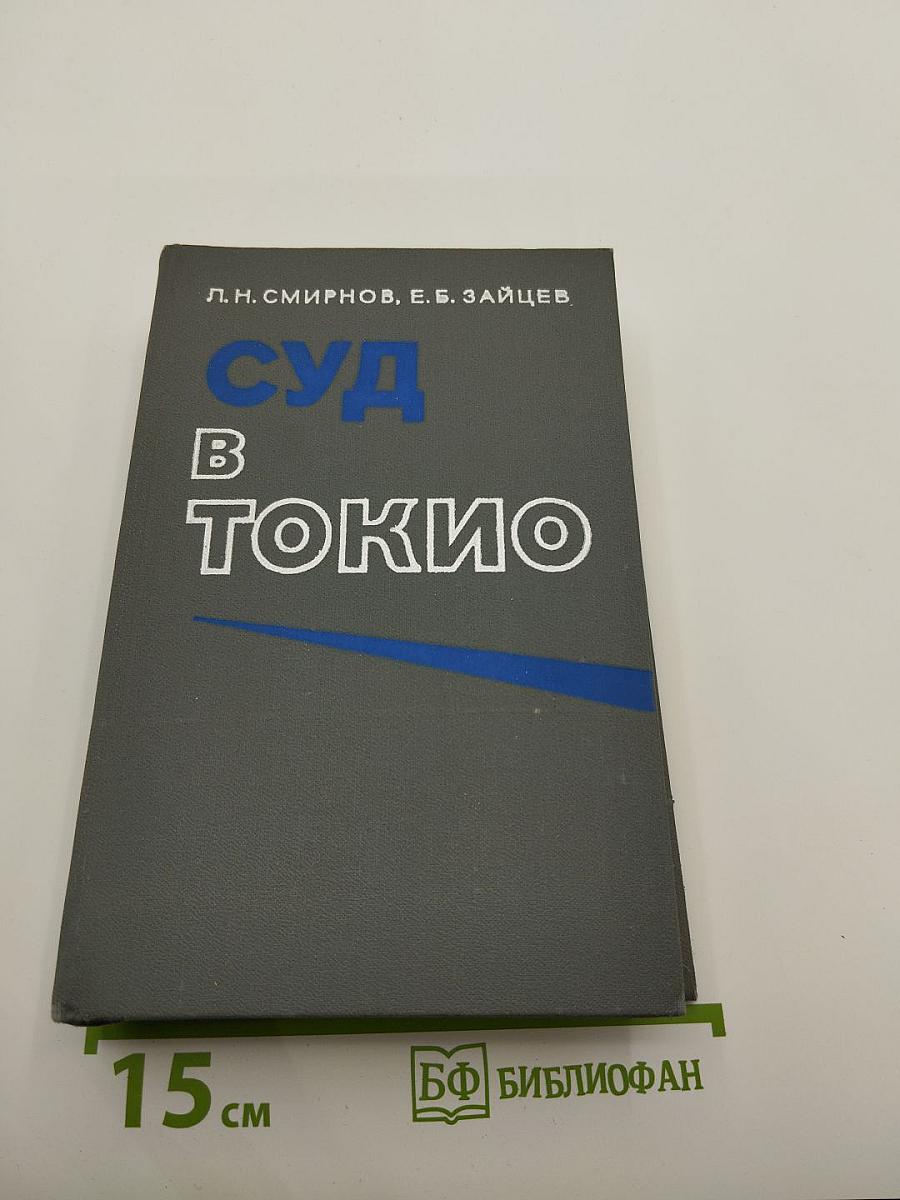 Л.Н. СМИРНОВ, Е.Б. ЗАЙЦЕВ
СУД
В
ТОКИО
15 см
БФ БИБЛИОФАН